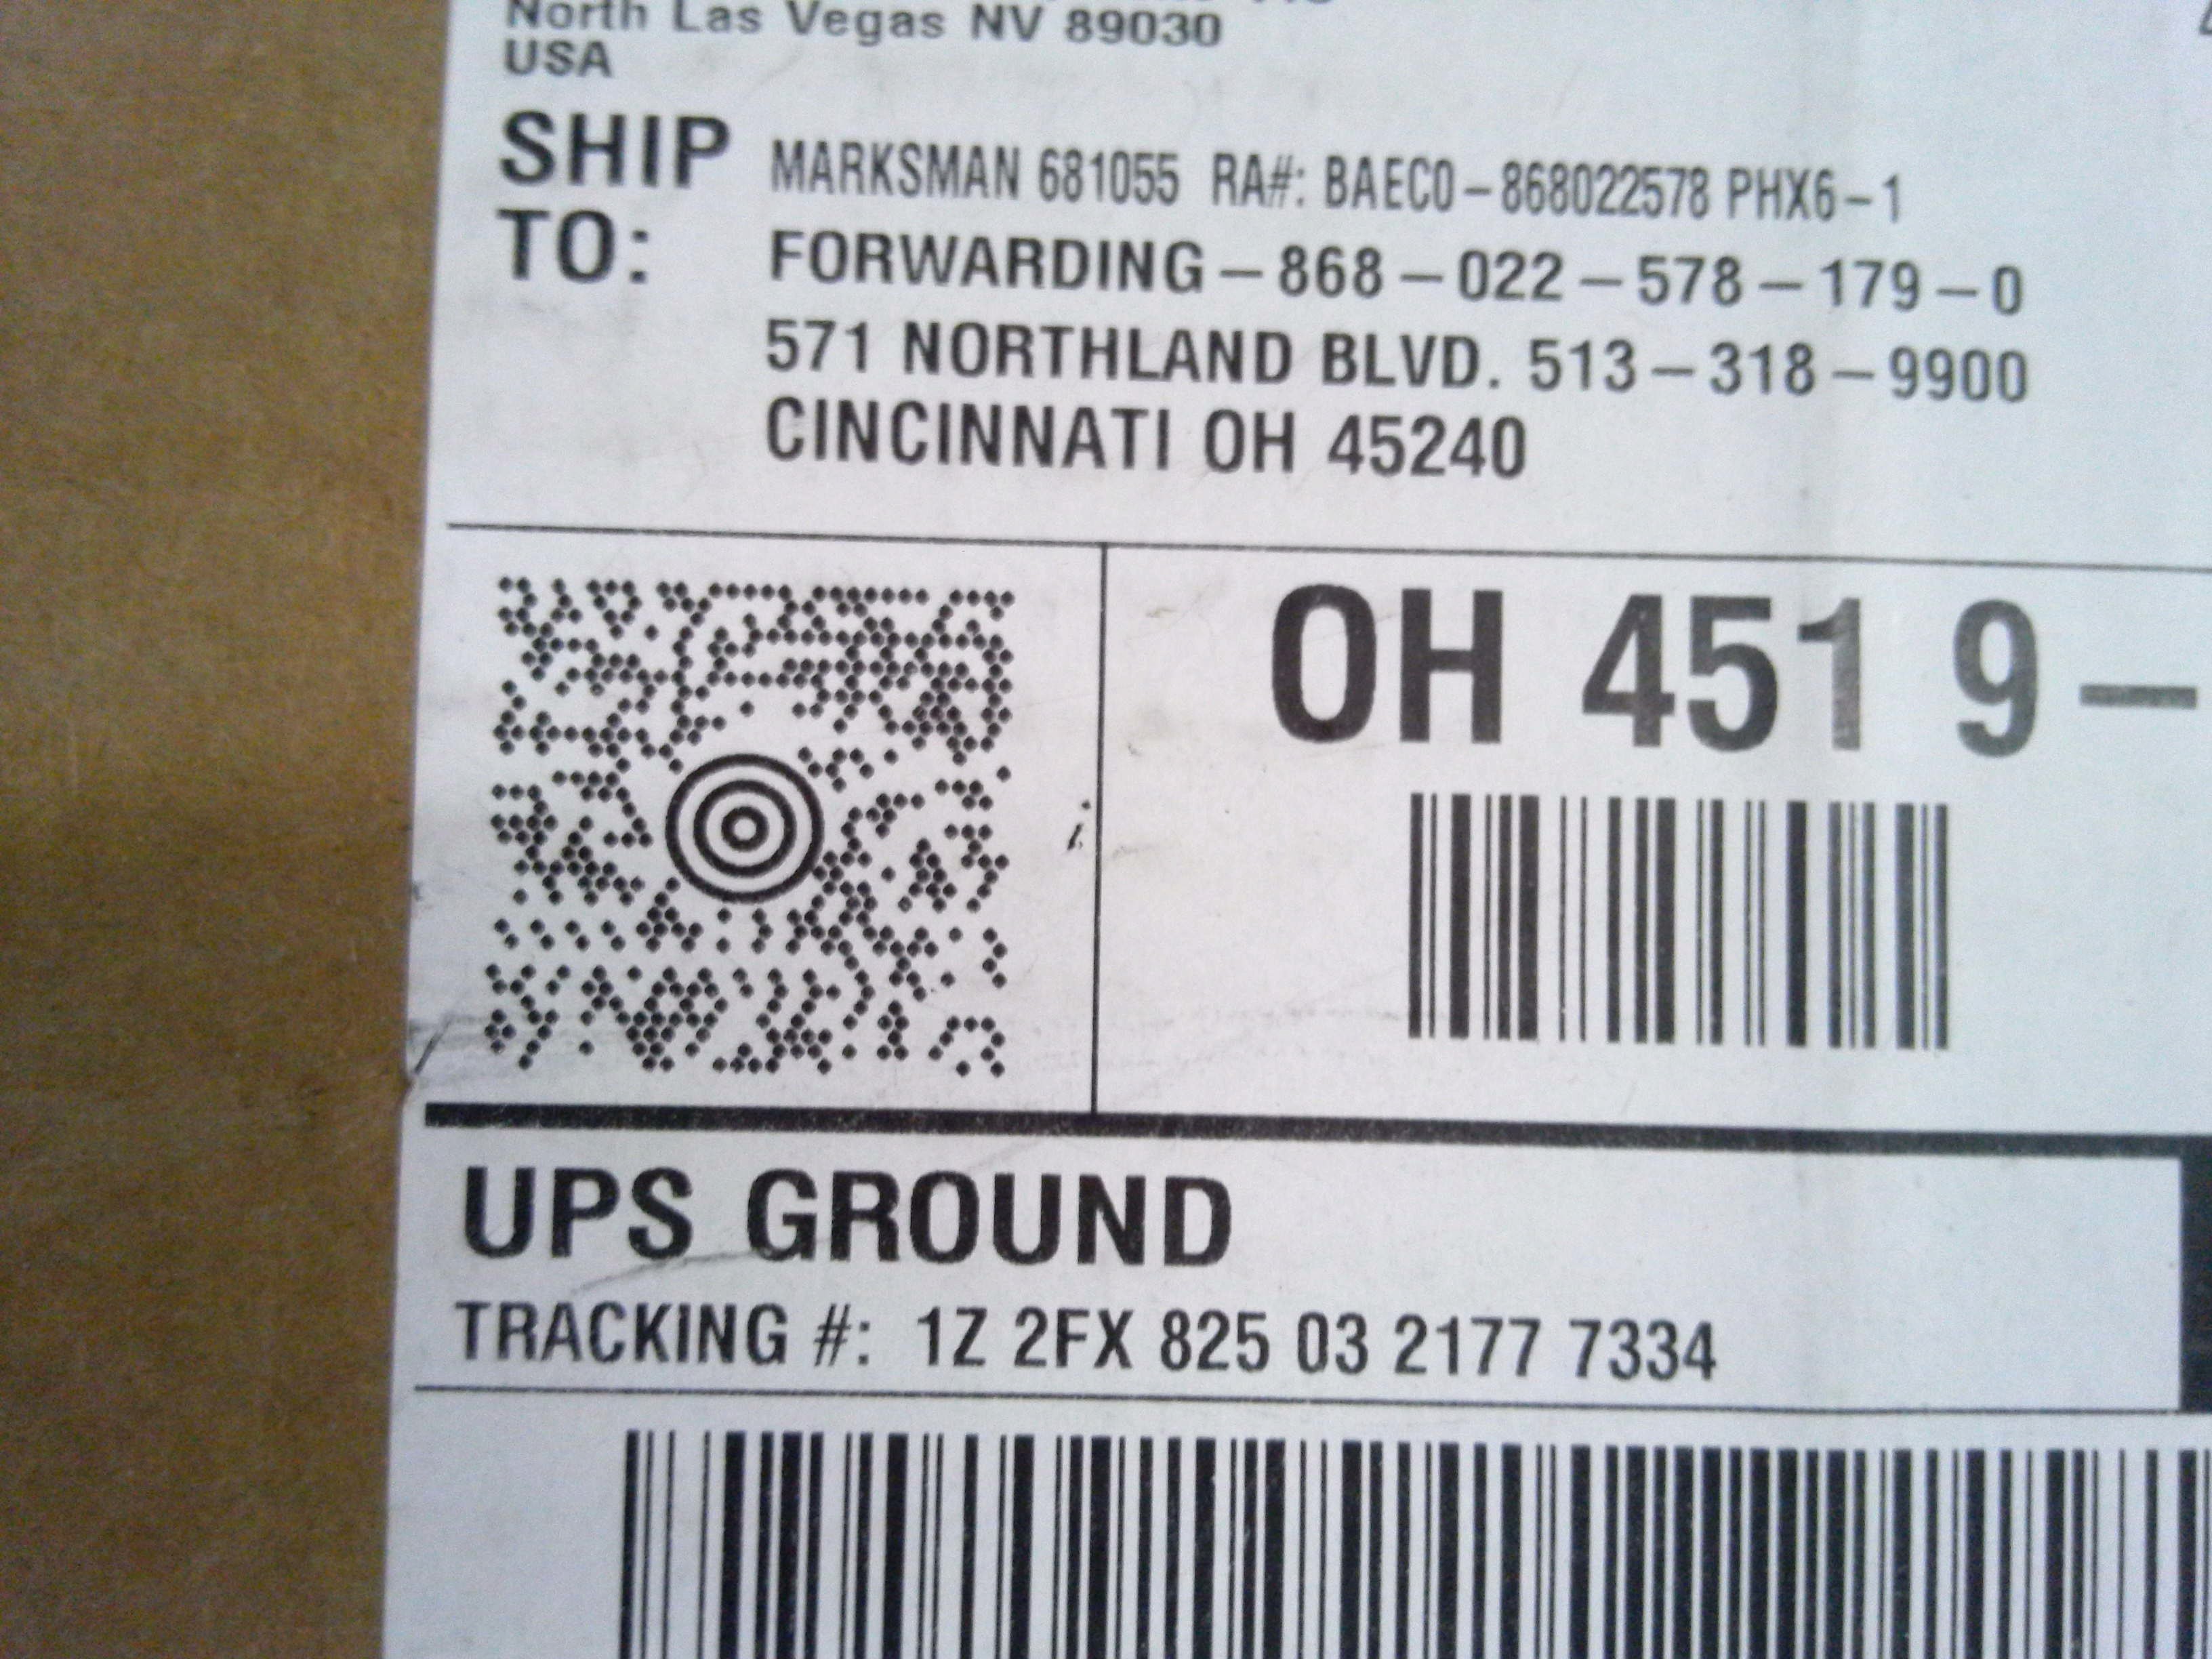 North Las Vegas NV 89030
USA
SHIP TO:
MARKSMAN 681055 RA#: BAEC0-868022578 PHX6-1
FORWARDING-868-022-578-179-0
571 NORTHLAND BLVD. 513-318-9900
CINCINNATI OH 45240
OH 451 9-
UPS GROUND
TRACKING #: 1Z 2FX 825 03 2177 7334